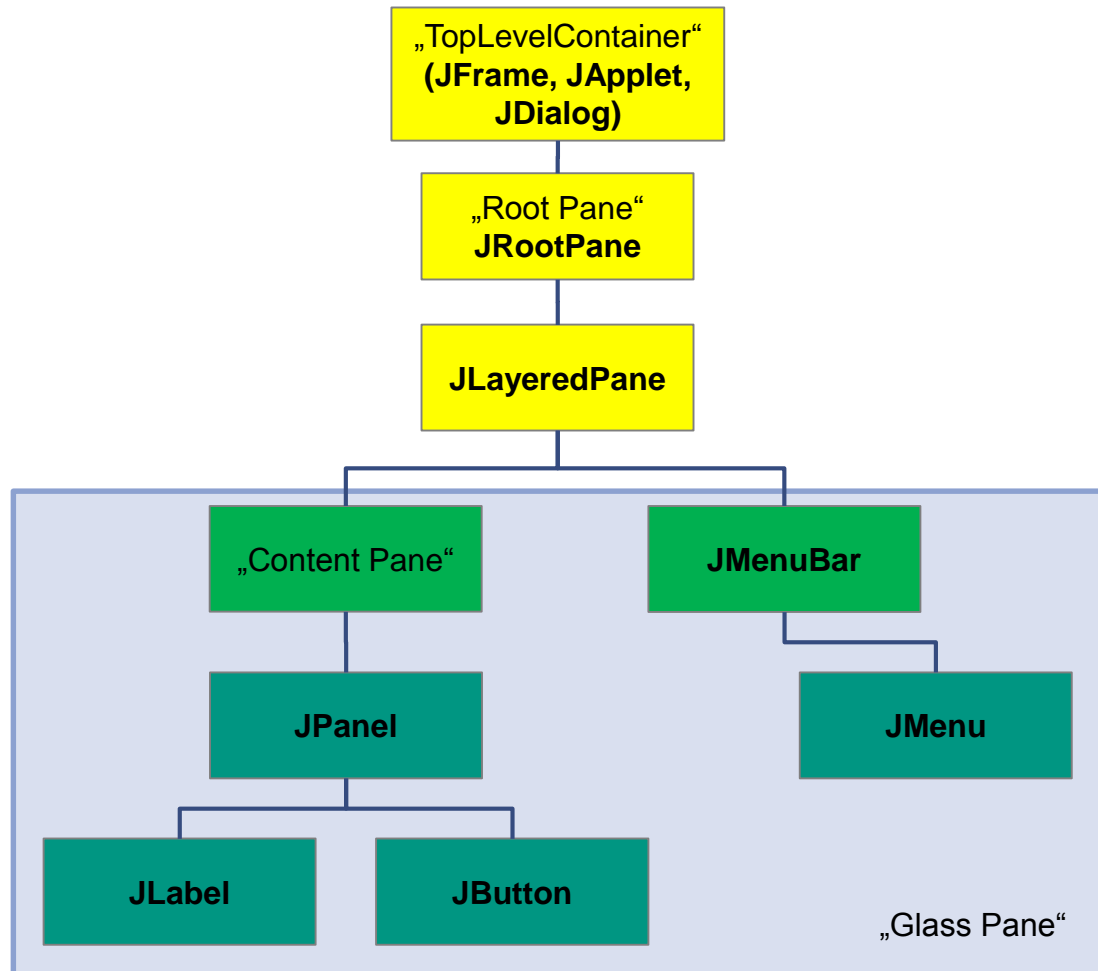 „TopLevelContainer“
(JFrame, JApplet,
JDialog)
„Root Pane“
JRootPane
JLayeredPane
„Content Pane“
JMenuBar
JPanel
JMenu
JLabel
JButton
„Glass Pane“